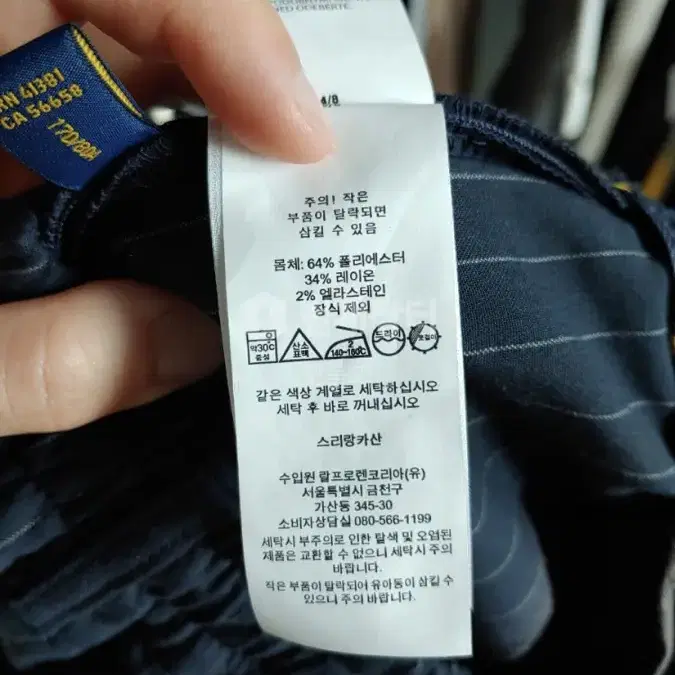 RN 41381
CA 56658
170/80A
4/8
주의! 작은
부품이 탈락되면
삼킬 수 있음
몸체: 64% 폴리에스터
34% 레이온
2% 엘라스테인
장식 제외
약30℃
중성
산소
표백
2
140~160℃
드라이
옷걸이
같은 색상 계열로 세탁하십시오
세탁 후 바로 꺼내십시오
스리랑카산
수입원 랄프로렌코리아(유)
서울특별시 금천구
가산동 345-30
소비자상담실 080-566-1199
세탁시 부주의로 인한 탈색 및 오염된
제품은 교환할 수 없으니 세탁시 주의
바랍니다.
작은 부품이 탈락되어 유아동이 삼킬 수
있으니 주의 바랍니다.